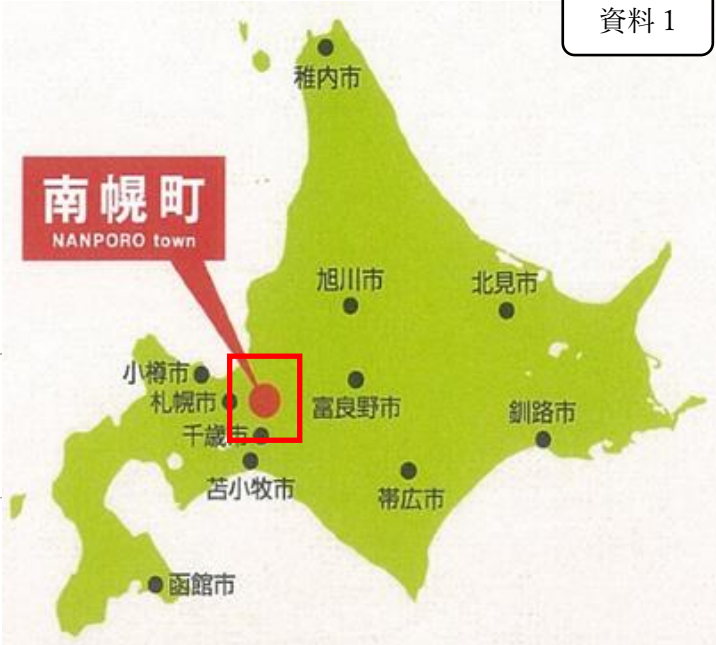 資料1
稚内市
南幌町
NANPORO town
旭川市
北見市
小樽市
札幌市
富良野市
釧路市
千歳市
苫小牧市
帯広市
函館市